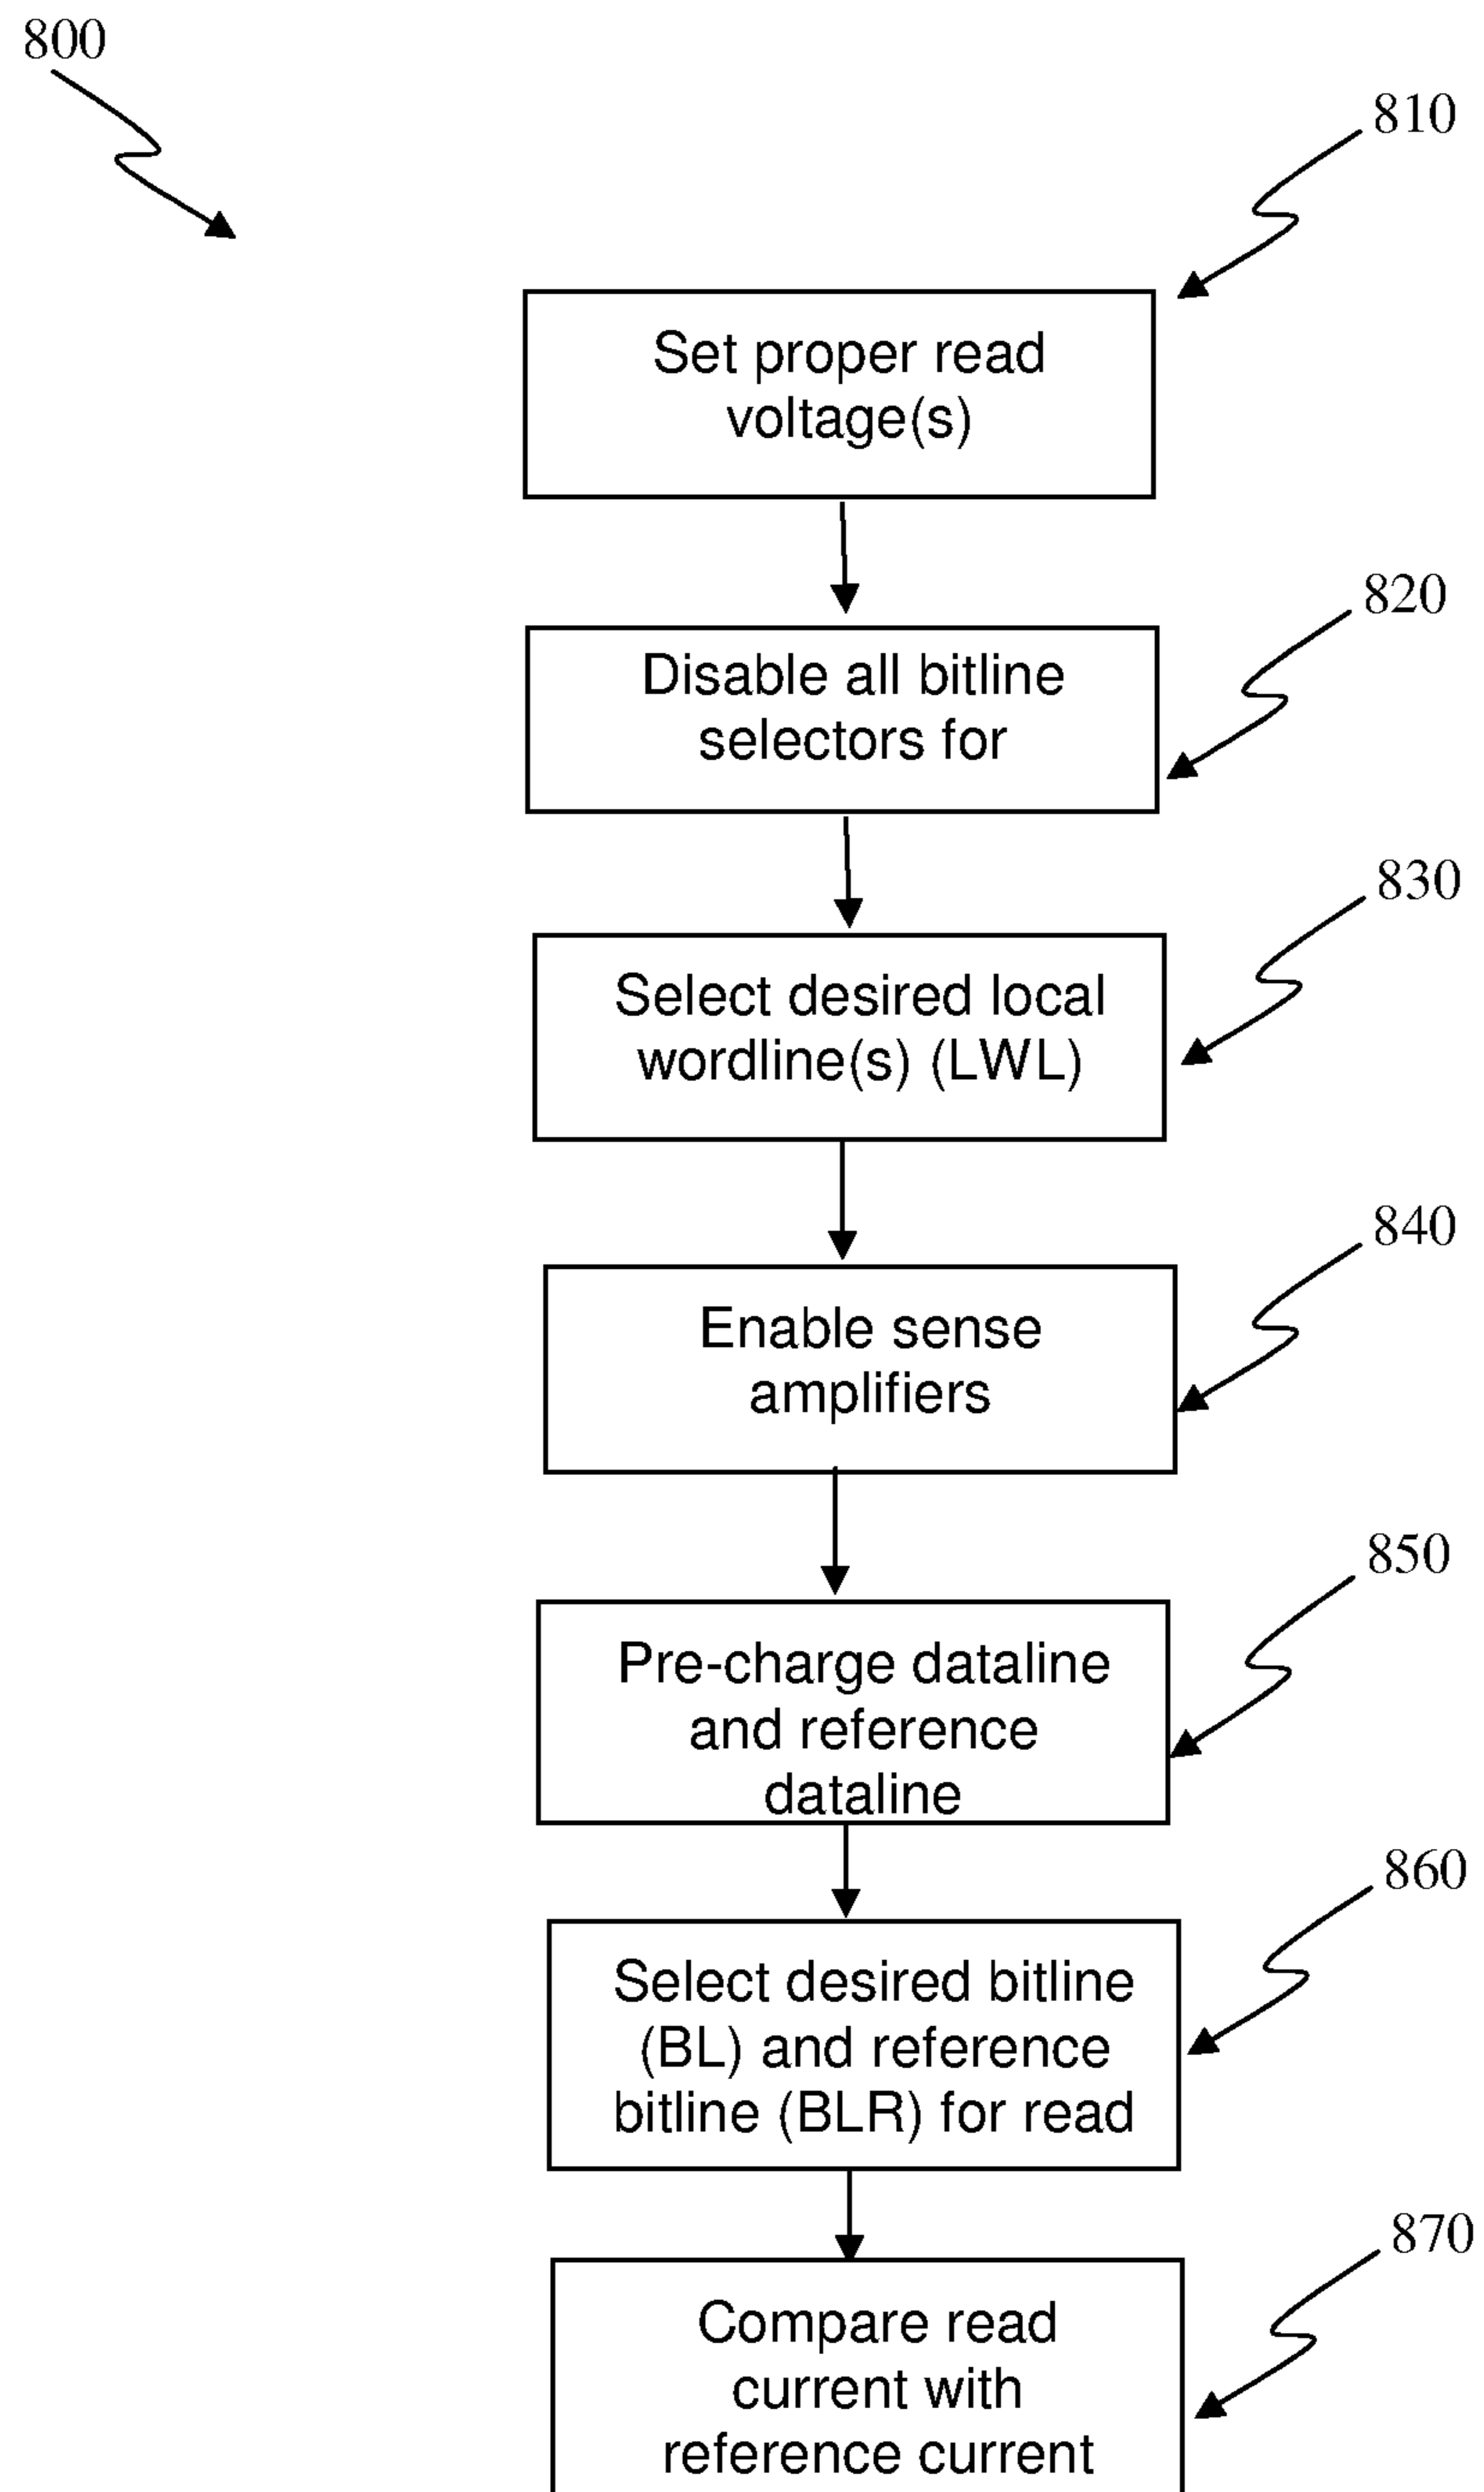 800
810
Set proper read
voltage(s)
820
Disable all bitline
selectors for
830
Select desired local
wordline(s) (LWL)
840
Enable sense
amplifiers
850
Pre-charge dataline
and reference
dataline
860
Select desired bitline
(BL) and reference
bitline (BLR) for read
870
Compare read
current with
reference current